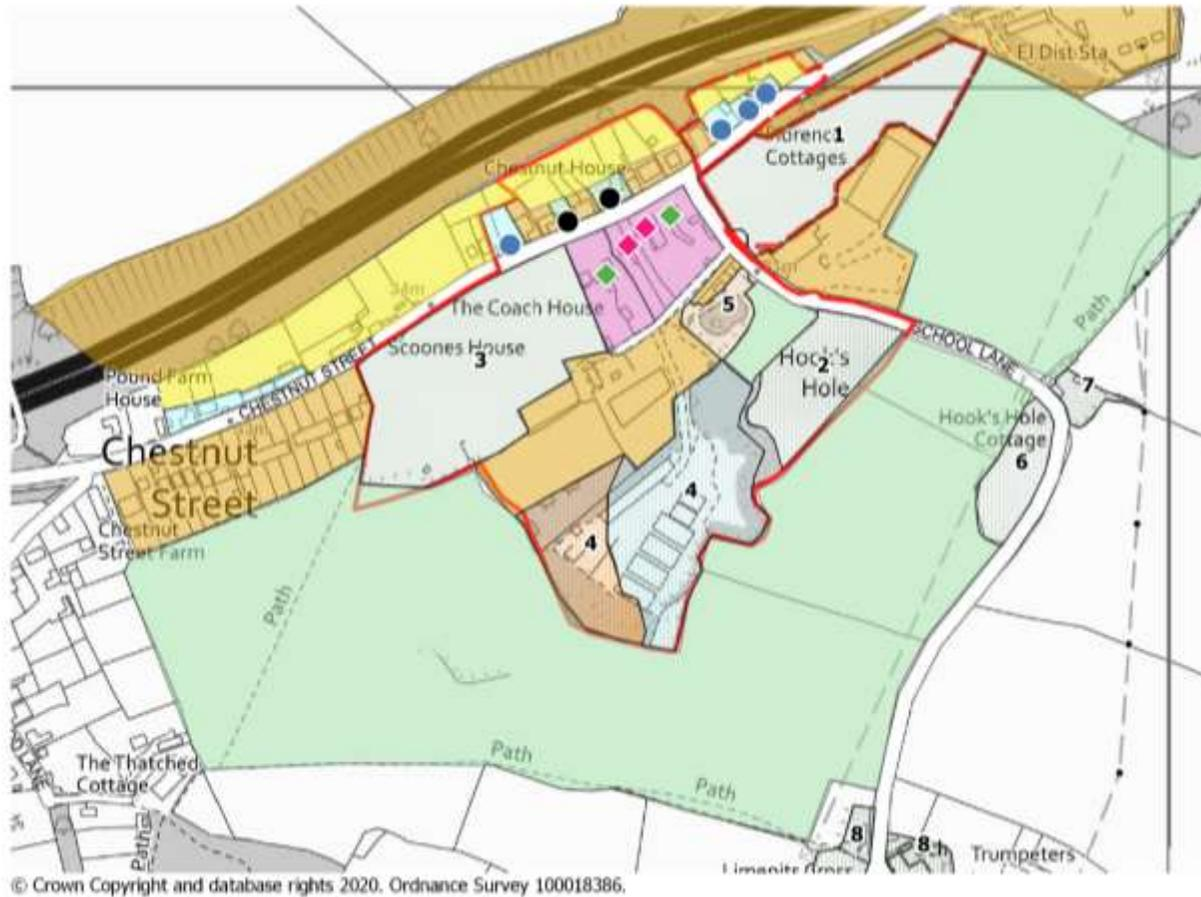 El Dist Sta
1
Cottages
Chestnut House
34m
The Coach House
5
Scoones House
3
Hook's
2
Hole
SCHOOL LANE
Path
7
Pound Farm
House
CHESTNUT STREET
Hook's Hole
Cottage
6
Chestnut
Street
4
4
Chestnut
Street Farm
Path
Path
Path
The Thatched
Cottage
LANE
Path
8
8
Trumpeters
© Crown Copyright and database rights 2020. Ordnance Survey 100018386.